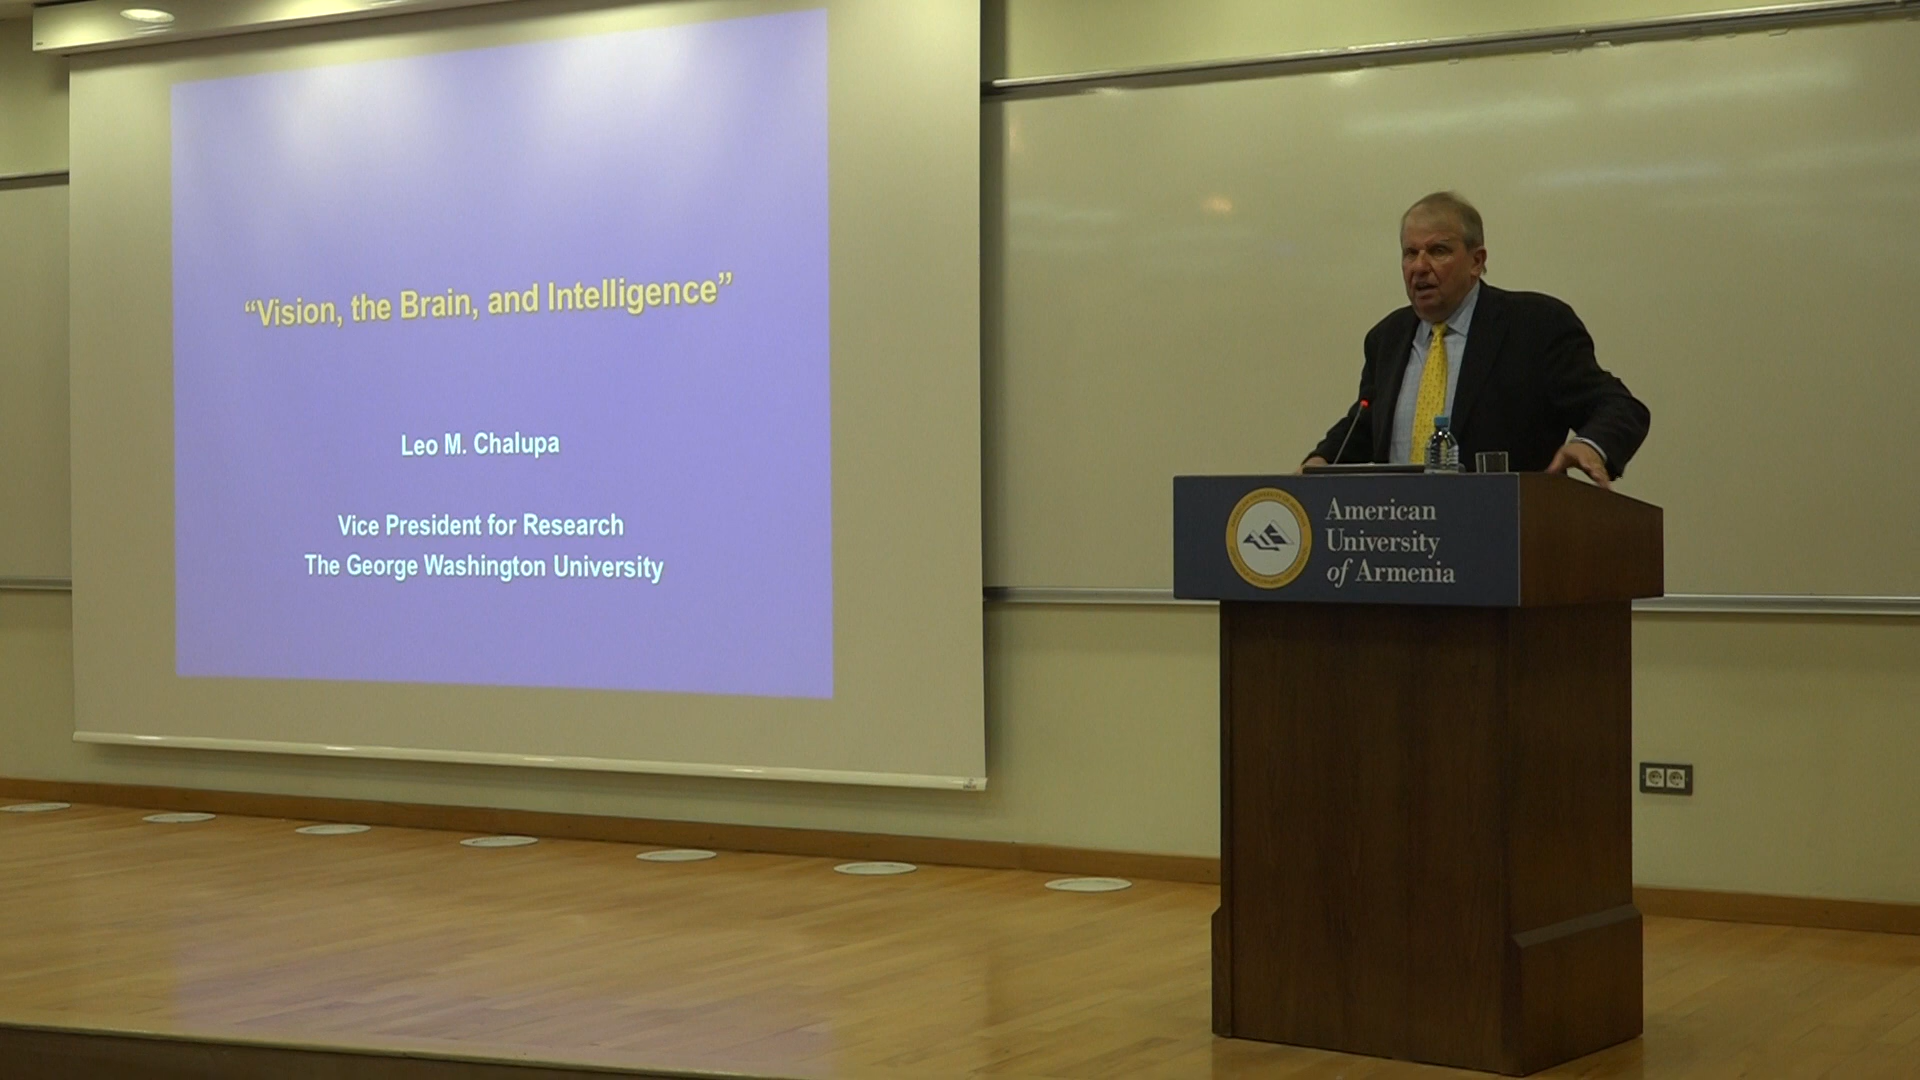 “Vision, the Brain, and Intelligence”
Leo M. Chalupa
Vice President for Research
The George Washington University
American
University
of Armenia